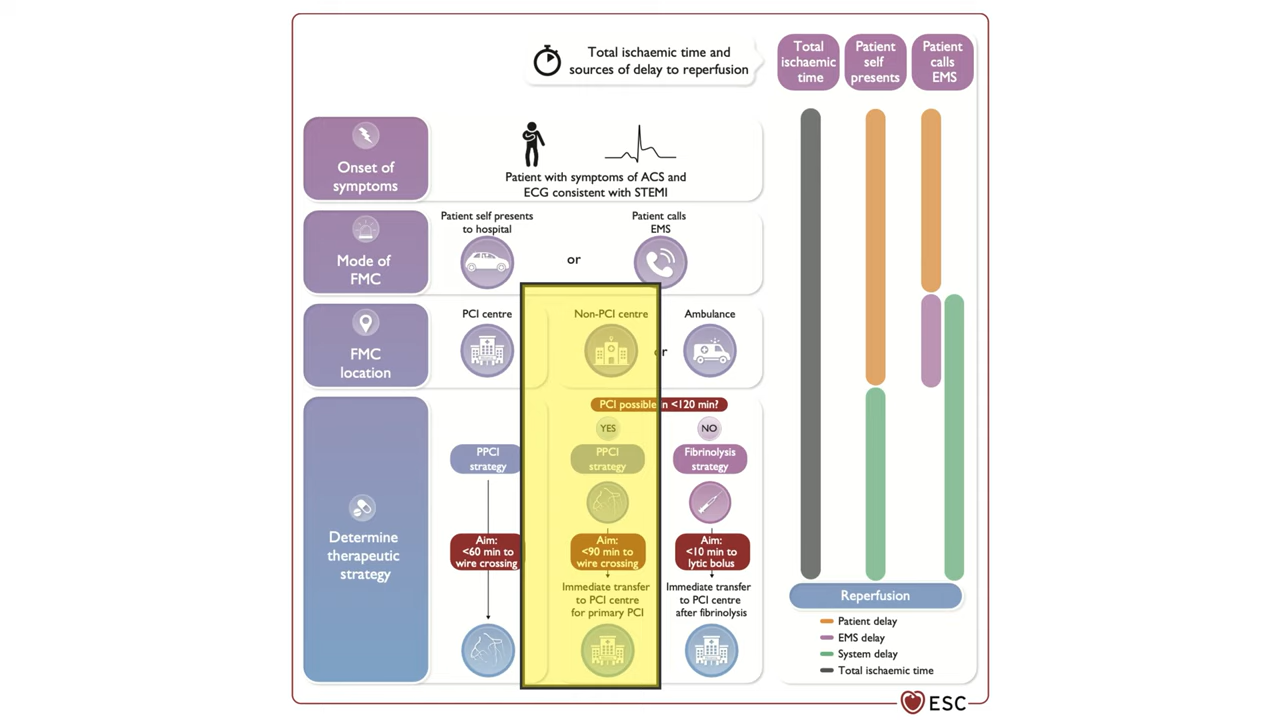 Total ischaemic time and
sources of delay to reperfusion
Total
ischaemic
time
Patient
self
presents
Patient
calls
EMS
Onset of
symptoms
Patient with symptoms of ACS and
ECG consistent with STEMI
Mode of
FMC
Patient self presents
to hospital
or
Patient calls
EMS
FMC
location
PCI centre
Non-PCI centre
or
Ambulance
Determine
therapeutic
strategy
PCI possible in <120 min?
YES
NO
PPCI
strategy
PPCI
strategy
Fibrinolysis
strategy
Aim:
<60 min to
wire crossing
Aim:
<90 min to
wire crossing
Aim:
<10 min to
lytic bolus
Immediate transfer
to PCI centre
for primary PCI
Immediate transfer
to PCI centre
after fibrinolysis
Reperfusion
Patient delay
EMS delay
System delay
Total ischaemic time
ESC